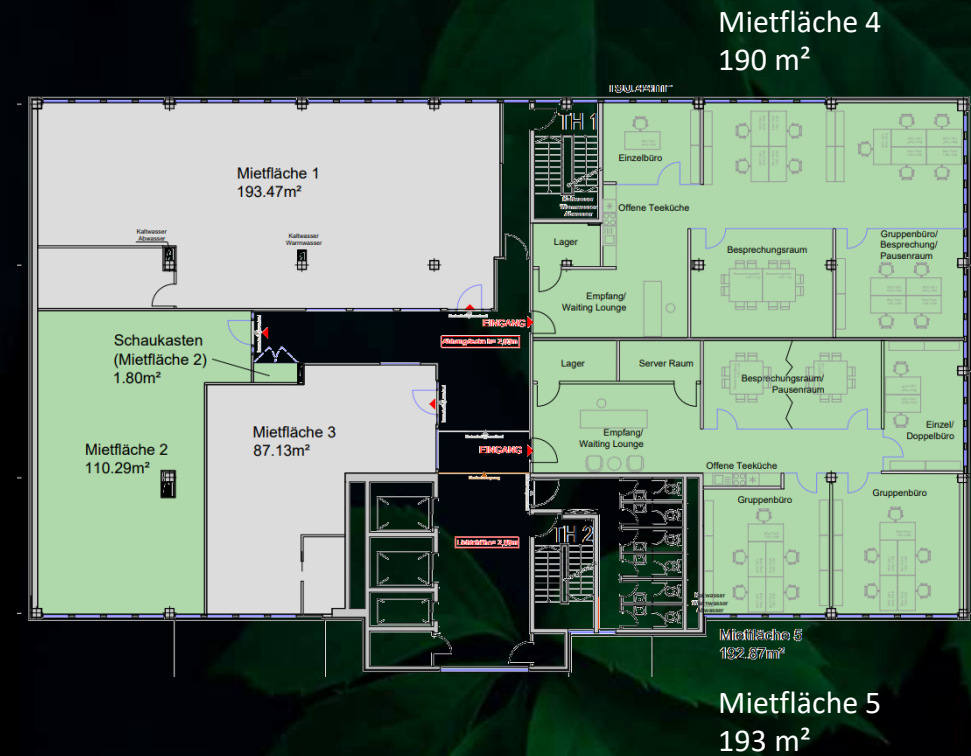 Mietfläche 4
190 m²
190.44m²
TH 1
Mietfläche 1
193.47m²
Einzelbüro
Offene Teeküche
Kaltwasser
Abwasser
Kaltwasser
Warmwasser
Lager
Besprechungsraum
Gruppenbüro/
Besprechung/
Pausenraum
Empfang/
Waiting Lounge
EINGANG
Schaukasten
(Mietfläche 2)
1.80m²
Lager
Server Raum
Besprechungsraum/
Pausenraum
Mietfläche 3
87.13m²
Mietfläche 2
110.29m²
Empfang/
Waiting Lounge
EINGANG
Einzel/
Doppelbüro
Offene Teeküche
Gruppenbüro
Gruppenbüro
TH 2
Mietfläche 5
192.87m²
Mietfläche 5
193 m²